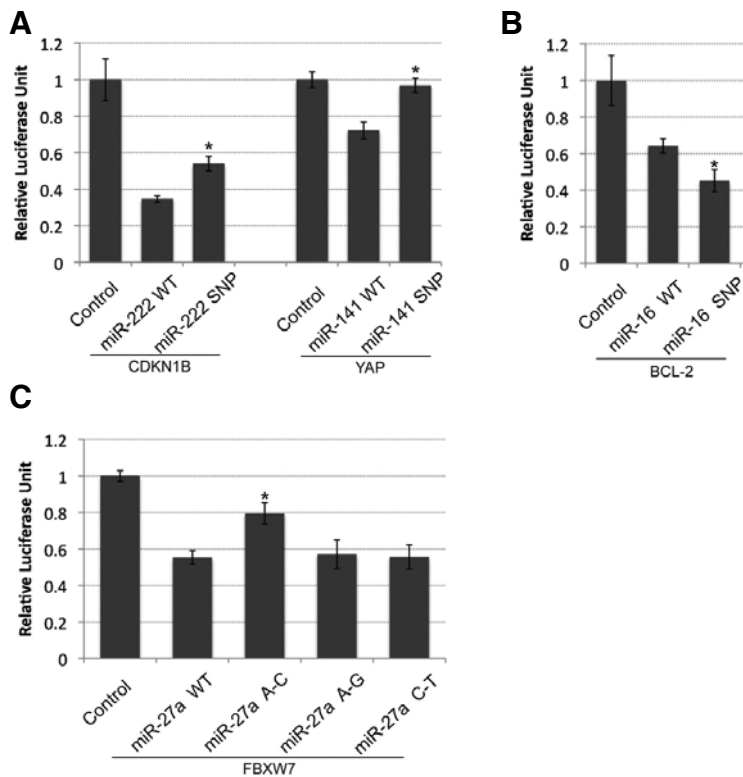 A
Relative Luciferase Unit
1.2
1
0.8
0.6
0.4
0.2
0
*
*
Control
miR-222 WT
miR-222 SNP
Control
miR-141 WT
miR-141 SNP
CDKN1B
YAP
B
Relative Luciferase Unit
1.2
1
0.8
0.6
0.4
0.2
0
*
Control
miR-16 WT
miR-16 SNP
BCL-2
C
Relative Luciferase Unit
1.2
1
0.8
0.6
0.4
0.2
0
*
Control
miR-27a WT
miR-27a A-C
miR-27a A-G
miR-27a C-T
FBXW7